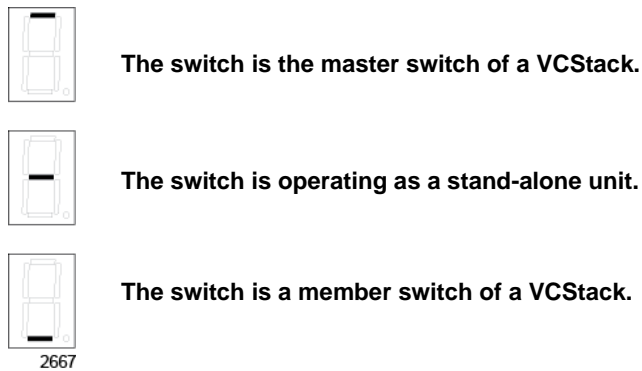 The switch is the master switch of a VCStack.
The switch is operating as a stand-alone unit.
The switch is a member switch of a VCStack.
2667